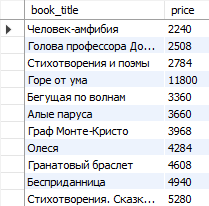 book_title price
Человек-амфибия 2240
Голова профессора До... 2508
Стихотворения и поэмы 2784
Горе от ума 11800
Бегущая по волнам 3360
Алые паруса 3660
Граф Монте-Кристо 3968
Олеся 4284
Гранатовый браслет 4608
Бесприданница 4940
Стихотворения. Сказк... 5280